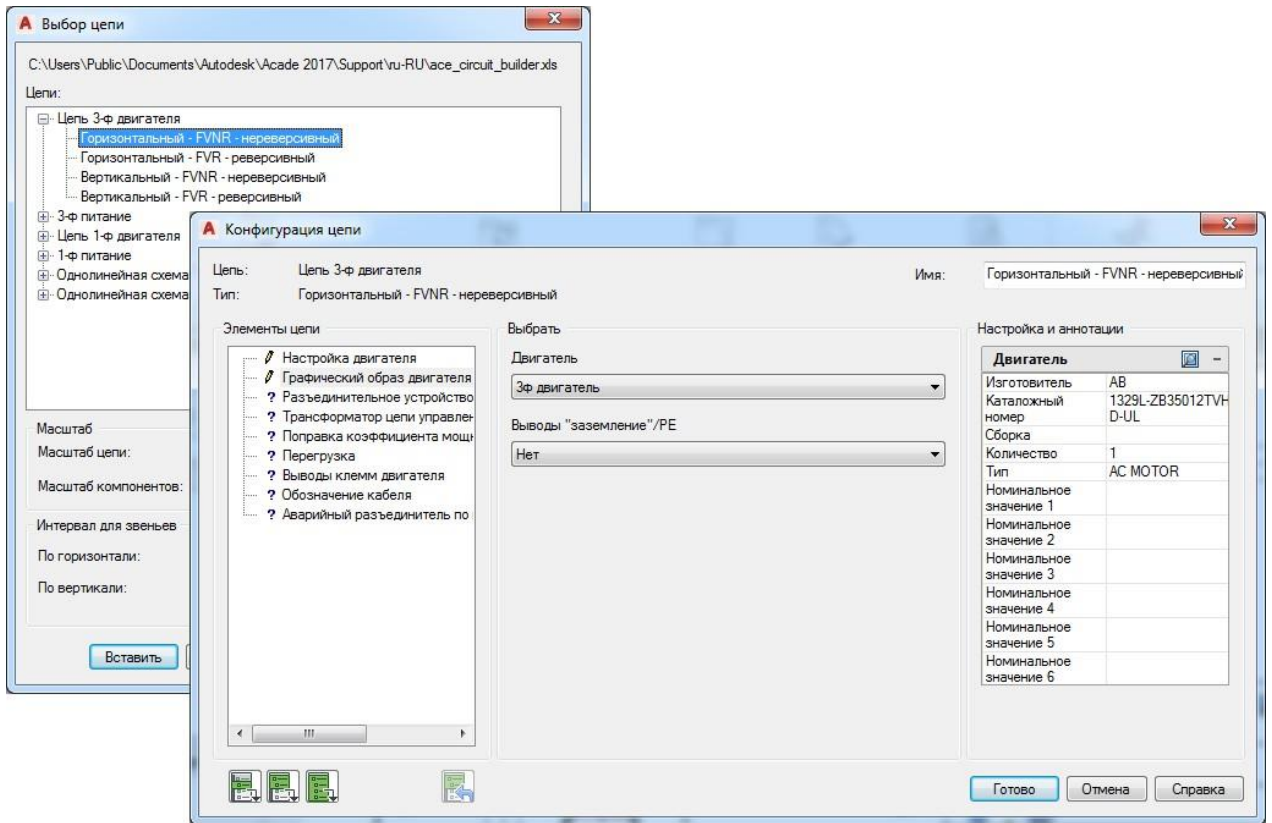 Выбор цепи
C:\Users\Public\Documents\Autodesk\Acade 2017\Support\ru-RU\ace_circuit_builder.xls
Цепи:
Цепь 3-ф двигателя
Горизонтальный - FVNR - нереверсивный
Горизонтальный - FVR - реверсивный
Вертикальный - FVNR - нереверсивный
Вертикальный - FVR - реверсивный
3-ф питание
Цепь 1-ф двигателя
1-ф питание
Однолинейная схема
Однолинейная схема
Масштаб
Масштаб цепи:
Масштаб компонентов:
Интервал для звеньев
По горизонтали:
По вертикали:
Вставить
Конфигурация цепи
Цепь: Цепь 3-ф двигателя
Тип: Горизонтальный - FVNR - нереверсивный
Имя: Горизонтальный - FVNR - нереверсивный
Элементы цепи
Настройка двигателя
Графический образ двигателя
? Разъединительное устройство
? Трансформатор цепи управлен
? Поправка коэффициента мощн
? Перегрузка
? Выводы клемм двигателя
? Обозначение кабеля
? Аварийный разъединитель по
Выбрать
Двигатель
3ф двигатель
Выводы "заземление"/PE
Нет
Настройка и аннотации
Двигатель
Изготовитель AB
Каталожный 1329L-ZB35012TVH
номер D-UL
Сборка
Количество 1
Тип AC MOTOR
Номинальное
значение 1
Номинальное
значение 2
Номинальное
значение 3
Номинальное
значение 4
Номинальное
значение 5
Номинальное
значение 6
Готово Отмена Справка